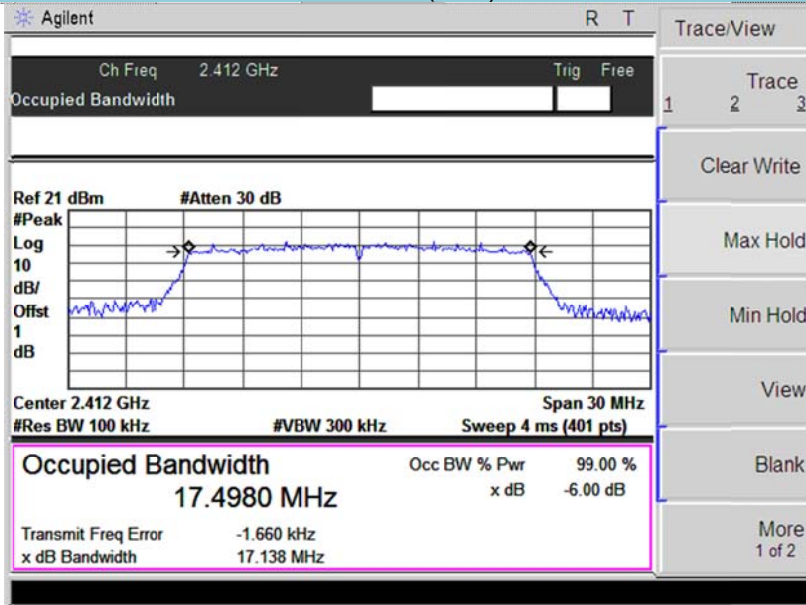 Agilent R T Trace/View
Ch Freq 2.412 GHz Trig Free
Occupied Bandwidth
Trace
1 2 3
Clear Write
Max Hold
Min Hold
View
Blank
More
1 of 2
Ref 21 dBm #Atten 30 dB
#Peak
Log
10
dB/
Offst
1
dB
Center 2.412 GHz Span 30 MHz
#Res BW 100 kHz #VBW 300 kHz Sweep 4 ms (401 pts)
Occupied Bandwidth Occ BW % Pwr 99.00 %
17.4980 MHz x dB -6.00 dB
Transmit Freq Error -1.660 kHz
x dB Bandwidth 17.138 MHz